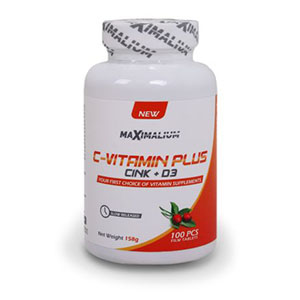 MAXIMALIUM
NEW
MAXIMALIUM
C-VITAMIN PLUS
CINK + D3
YOUR FIRST CHOICE OF VITAMIN SUPPLEMENTS
SLOW RELEASED
Net Weight 158g
100 PCS
FILM TABLETS